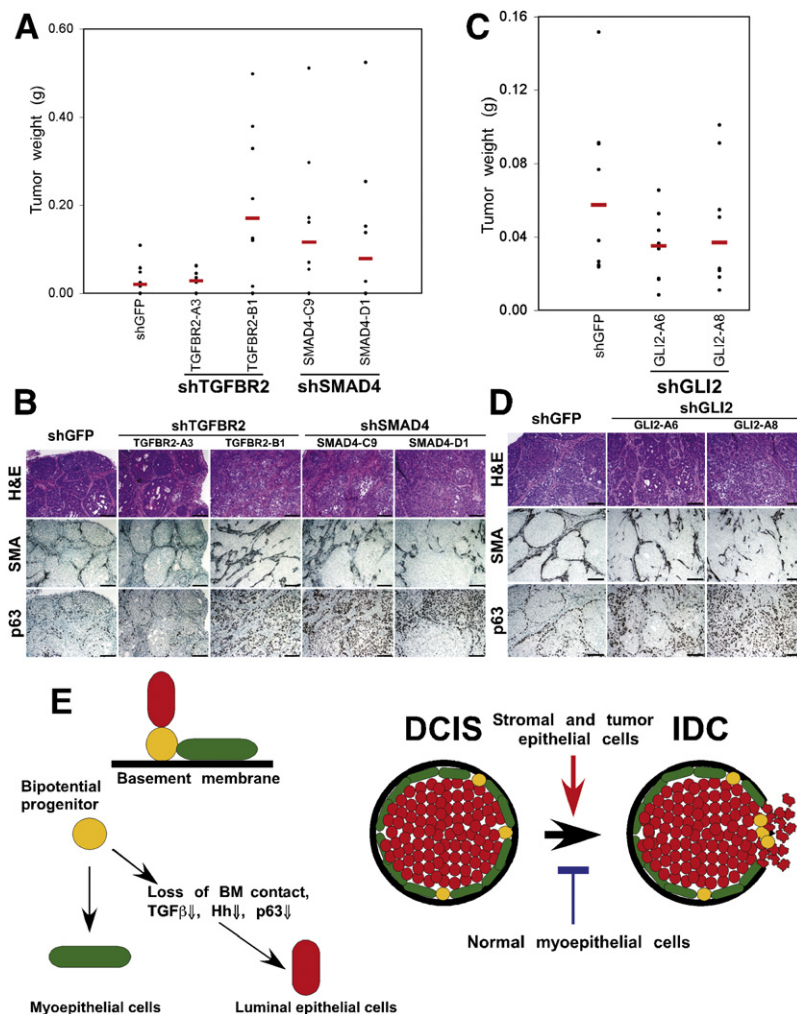 A
Tumor weight (g)
0.60
0.40
0.20
0.00
shGFP
TGFBR2-A3
TGFBR2-B1
SMAD4-C9
SMAD4-D1
shTGFBR2
shSMAD4
C
Tumor weight (g)
0.16
0.12
0.08
0.04
0.00
shGFP
GLI2-A6
GLI2-A8
shGLI2
B
shGFP
shTGFBR2
shSMAD4
TGFBR2-A3
TGFBR2-B1
SMAD4-C9
SMAD4-D1
H&E
SMA
p63
D
shGFP
shGLI2
GLI2-A6
GLI2-A8
H&E
SMA
p63
E
Basement membrane
Bipotential
progenitor
Loss of BM contact,
TGFβ⇓, Hh⇓, p63⇓
Myoepithelial cells
Luminal epithelial cells
DCIS
Stromal and tumor
epithelial cells
IDC
Normal myoepithelial cells